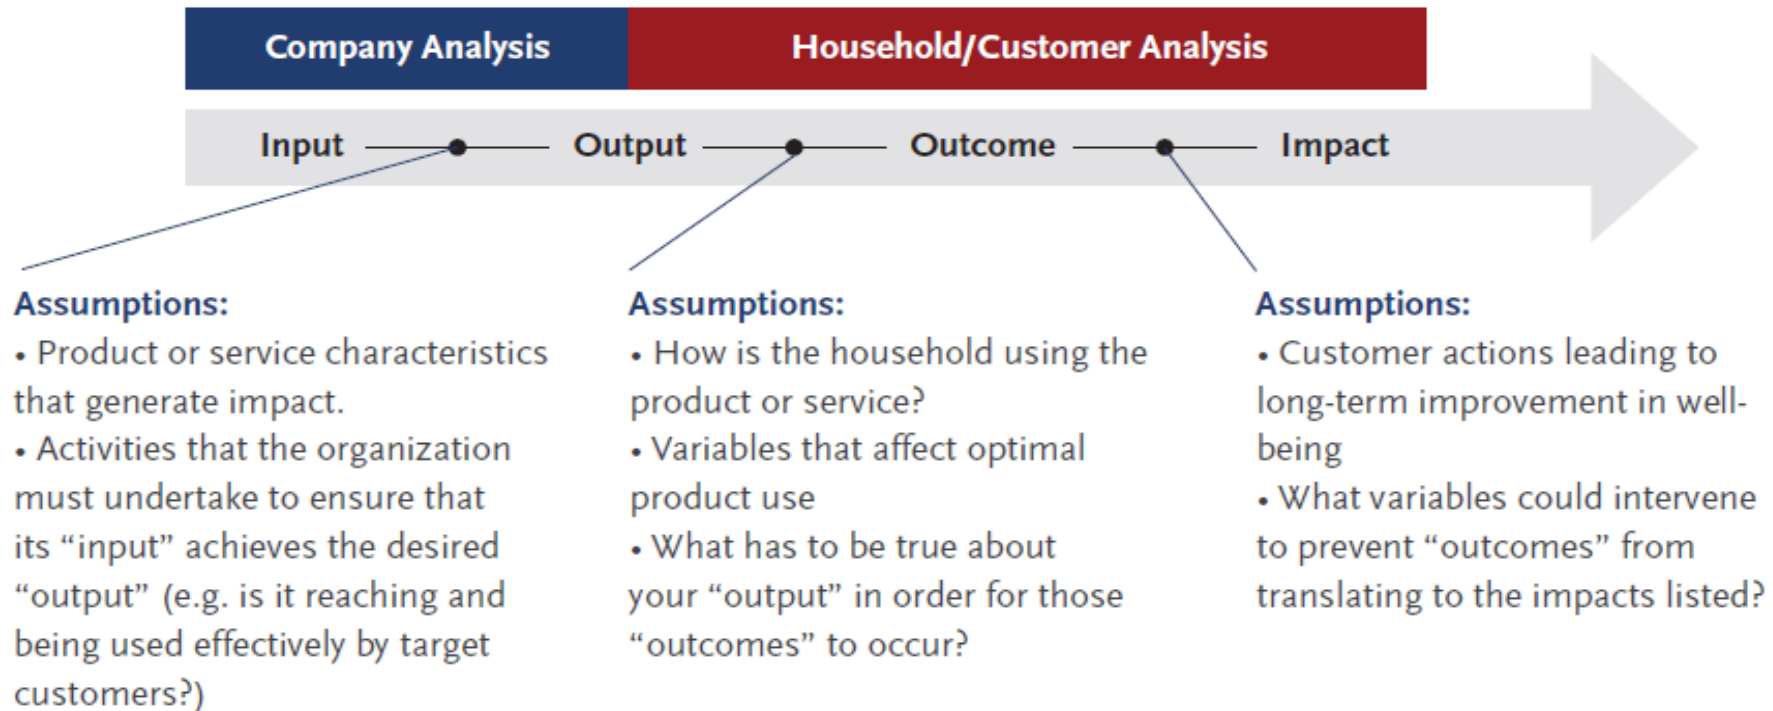 Company Analysis
Household/Customer Analysis
Input
Output
Outcome
Impact
Assumptions:
• Product or service characteristics
that generate impact.
• Activities that the organization
must undertake to ensure that
its “input” achieves the desired
“output” (e.g. is it reaching and
being used effectively by target
customers?)
Assumptions:
• How is the household using the
product or service?
• Variables that affect optimal
product use
• What has to be true about
your “output” in order for those
“outcomes” to occur?
Assumptions:
• Customer actions leading to
long-term improvement in well-
being
• What variables could intervene
to prevent “outcomes” from
translating to the impacts listed?